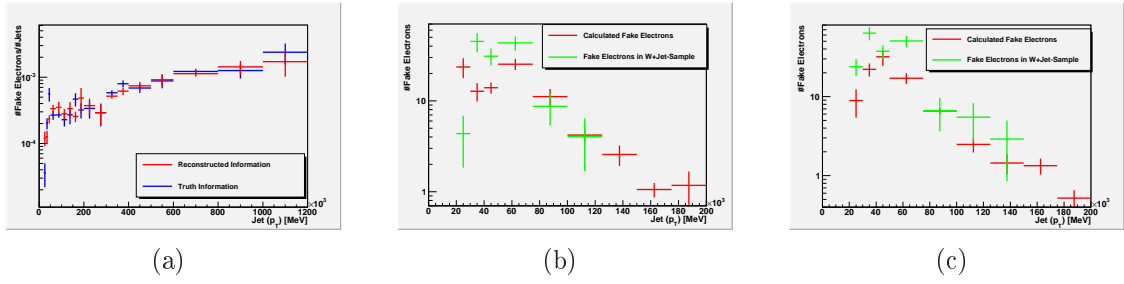 #Fake Electrons/#Jets
10⁻³
10⁻⁴
Reconstructed Information
Truth Information
0 200 400 600 800 1000 1200
×10³
Jet (p_T) [MeV]
(a)
#Fake Electrons
10
1
Calculated Fake Electrons
Fake Electrons in W+Jet-Sample
0 20 40 60 80 100 120 140 160 180 200
×10³
Jet (p_T) [MeV]
(b)
#Fake Electrons
10
1
Calculated Fake Electrons
Fake Electrons in W+Jet-Sample
0 20 40 60 80 100 120 140 160 180 200
×10³
Jet (p_T) [MeV]
(c)